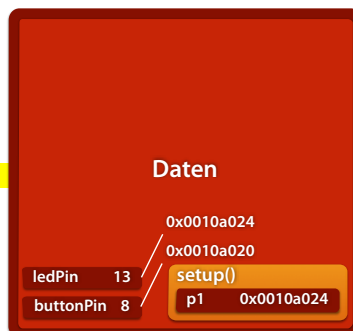 Daten
0x0010a024
0x0010a020
ledPin 13
buttonPin 8
setup()
p1 0x0010a024